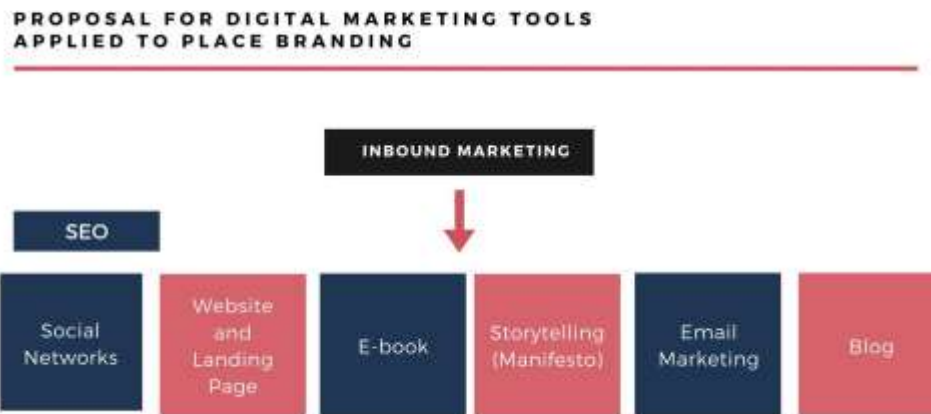 PROPOSAL FOR DIGITAL MARKETING TOOLS
APPLIED TO PLACE BRANDING
INBOUND MARKETING
SEO
Social
Networks
Website
and
Landing
Page
E-book
Storytelling
(Manifesto)
Email
Marketing
Blog